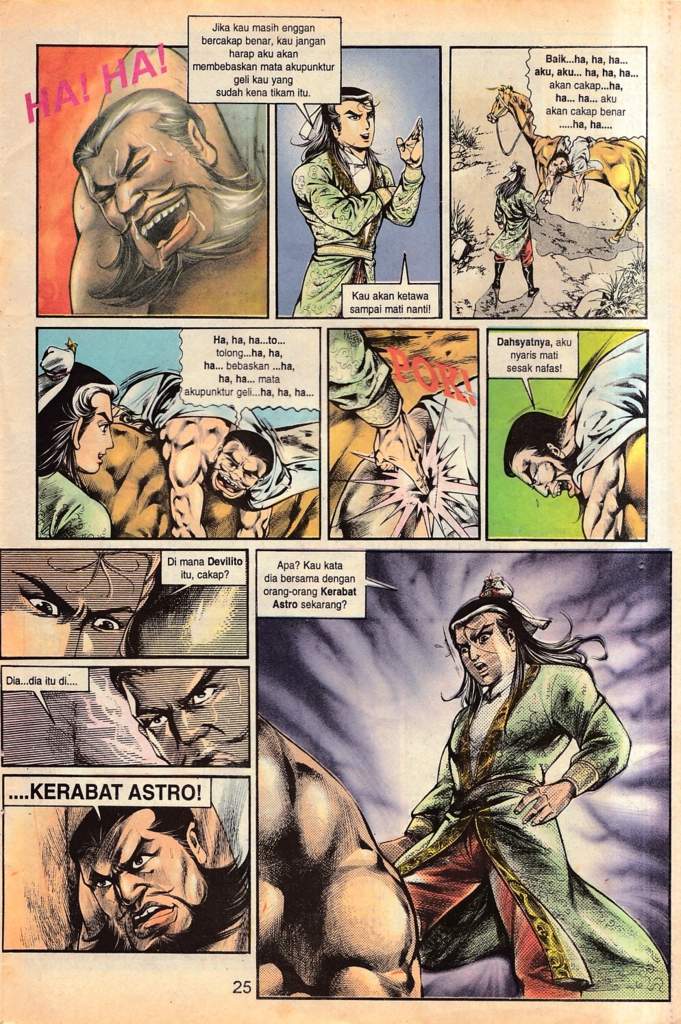 HA! HA!
Jika kau masih enggan
bercakap benar, kau jangan
harap aku akan
membebaskan mata akupunktur
geli kau yang
sudah kena tikam itu.
Kau akan ketawa
sampai mati nanti!
Baik...ha, ha, ha...
aku, aku... ha, ha, ha...
akan cakap...ha,
ha... ha... aku
akan cakap benar
.....ha, ha....
Ha, ha, ha...to...
tolong...ha, ha,
ha... bebaskan ...ha,
ha, ha... mata
akupunktur geli...ha, ha, ha...
POK!
Dahsyatnya, aku
nyaris mati
sesak nafas!
Di mana Devilito
itu, cakap?
Dia...dia itu di....
....KERABAT ASTRO!
Apa? Kau kata
dia bersama dengan
orang-orang Kerabat
Astro sekarang?
25